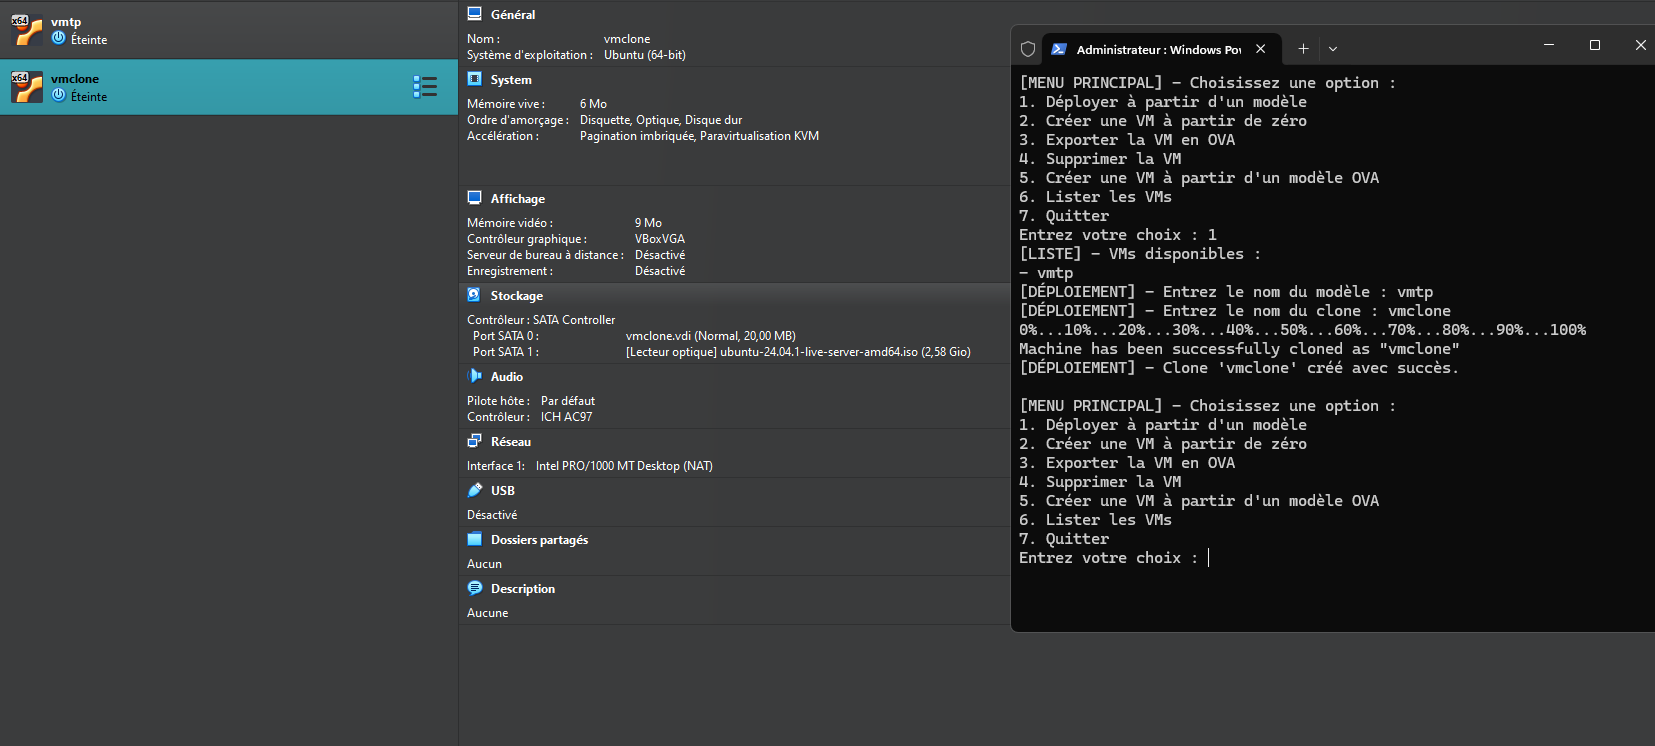 x64
vmtp
Éteinte
x64
vmclone
Éteinte
Général
Nom : vmclone
Système d'exploitation : Ubuntu (64-bit)
System
Mémoire vive : 6 Mo
Ordre d'amorçage : Disquette, Optique, Disque dur
Accélération : Pagination imbriquée, Paravirtualisation KVM
Affichage
Mémoire vidéo : 9 Mo
Contrôleur graphique : VBoxVGA
Serveur de bureau à distance : Désactivé
Enregistrement : Désactivé
Stockage
Contrôleur : SATA Controller
Port SATA 0 : vmclone.vdi (Normal, 20,00 MB)
Port SATA 1 : [Lecteur optique] ubuntu-24.04.1-live-server-amd64.iso (2,58 Gio)
Audio
Pilote hôte : Par défaut
Contrôleur : ICH AC97
Réseau
Interface 1: Intel PRO/1000 MT Desktop (NAT)
USB
Désactivé
Dossiers partagés
Aucun
Description
Aucune
Administrateur : Windows Pov
[MENU PRINCIPAL] - Choisissez une option :
1. Déployer à partir d'un modèle
2. Créer une VM à partir de zéro
3. Exporter la VM en OVA
4. Supprimer la VM
5. Créer une VM à partir d'un modèle OVA
6. Lister les VMs
7. Quitter
Entrez votre choix : 1
[LISTE] - VMs disponibles :
- vmtp
[DÉPLOIEMENT] - Entrez le nom du modèle : vmtp
[DÉPLOIEMENT] - Entrez le nom du clone : vmclone
0%...10%...20%...30%...40%...50%...60%...70%...80%...90%...100%
Machine has been successfully cloned as "vmclone"
[DÉPLOIEMENT] - Clone 'vmclone' créé avec succès.
[MENU PRINCIPAL] - Choisissez une option :
1. Déployer à partir d'un modèle
2. Créer une VM à partir de zéro
3. Exporter la VM en OVA
4. Supprimer la VM
5. Créer une VM à partir d'un modèle OVA
6. Lister les VMs
7. Quitter
Entrez votre choix :